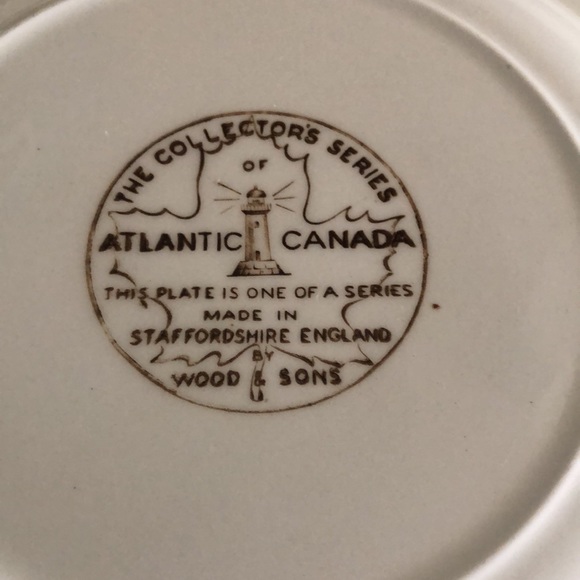 THE COLLECTOR'S SERIES
OF
ATLANTIC CANADA
THIS PLATE IS ONE OF A SERIES
MADE IN
STAFFORDSHIRE ENGLAND
BY
WOOD & SONS